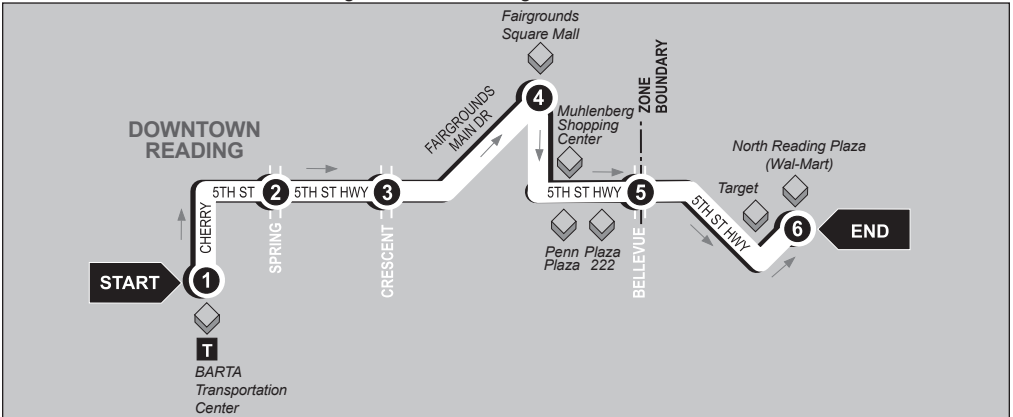 Fairgrounds
Square Mall
4
ZONE
BOUNDARY
FAIRGROUNDS
MAIN DR
Muhlenberg
Shopping
Center
DOWNTOWN
READING
North Reading Plaza
(Wal-Mart)
Target
5TH ST
2
5TH ST HWY
3
5TH ST HWY
5
5TH ST HWY
6
END
CHERRY
SPRING
CRESCENT
Penn
Plaza
Plaza
222
BELLEVUE
START
1
T
BARTA
Transportation
Center